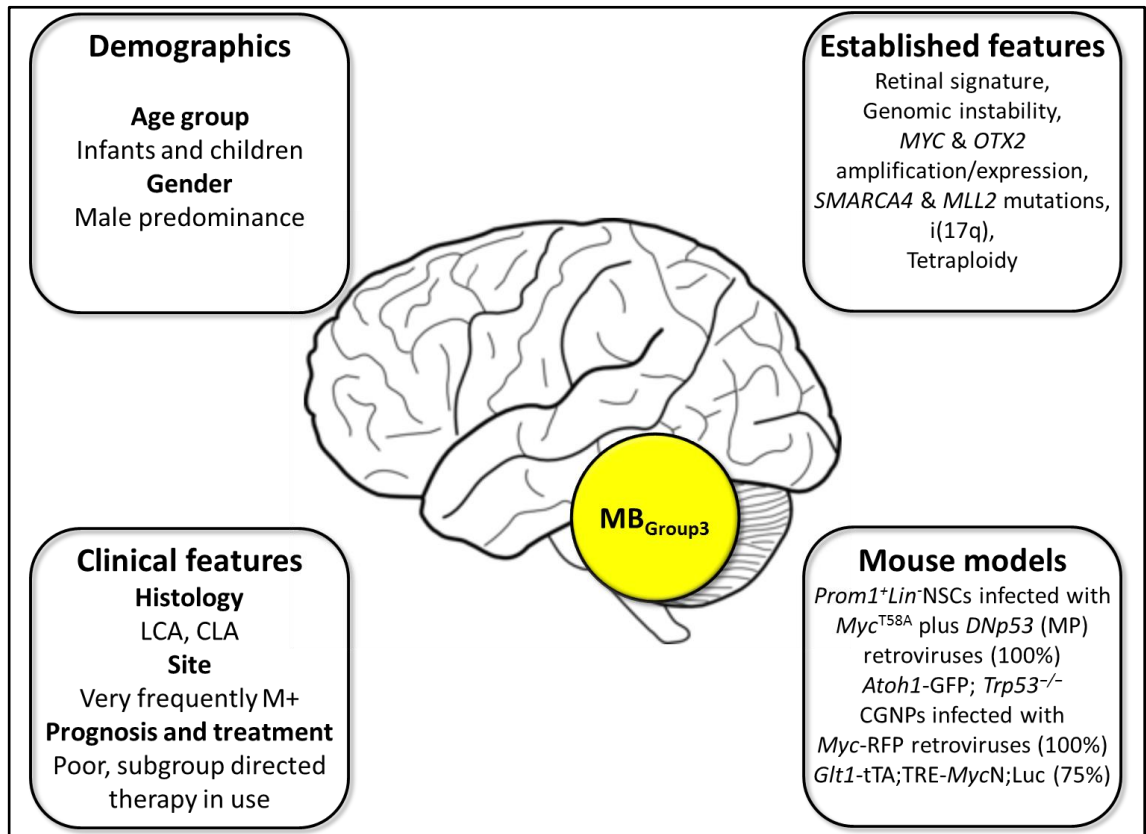 Demographics
Age group
Infants and children
Gender
Male predominance
Established features
Retinal signature,
Genomic instability,
MYC & OTX2
amplification/expression,
SMARCA4 & MLL2 mutations,
i(17q),
Tetraploidy
MBGroup3
Clinical features
Histology
LCA, CLA
Site
Very frequently M+
Prognosis and treatment
Poor, subgroup directed
therapy in use
Mouse models
Prom1⁺Lin⁻NSCs infected with
Mycᵀ⁵⁸ᴬ plus DNp53 (MP)
retroviruses (100%)
Atoh1-GFP; Trp53⁻/⁻
CGNPs infected with
Myc-RFP retroviruses (100%)
Glt1-tTA;TRE-MycN;Luc (75%)